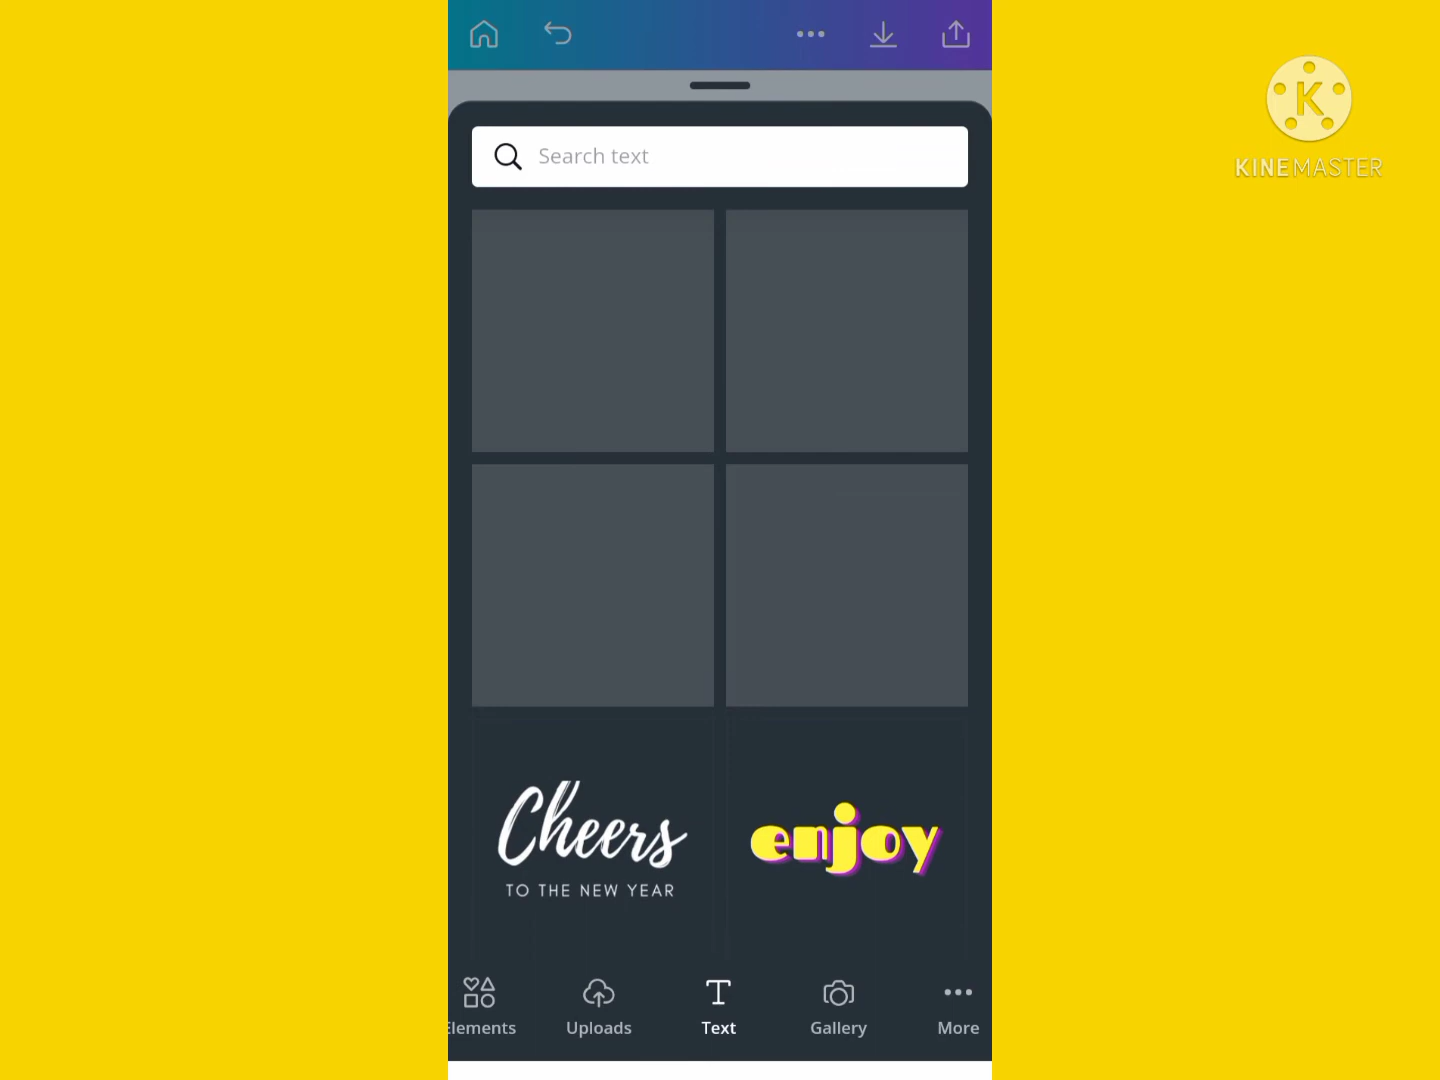 K
KINEMASTER
Search text
Cheers
TO THE NEW YEAR
enjoy
Elements
Uploads
T
Text
Gallery
More